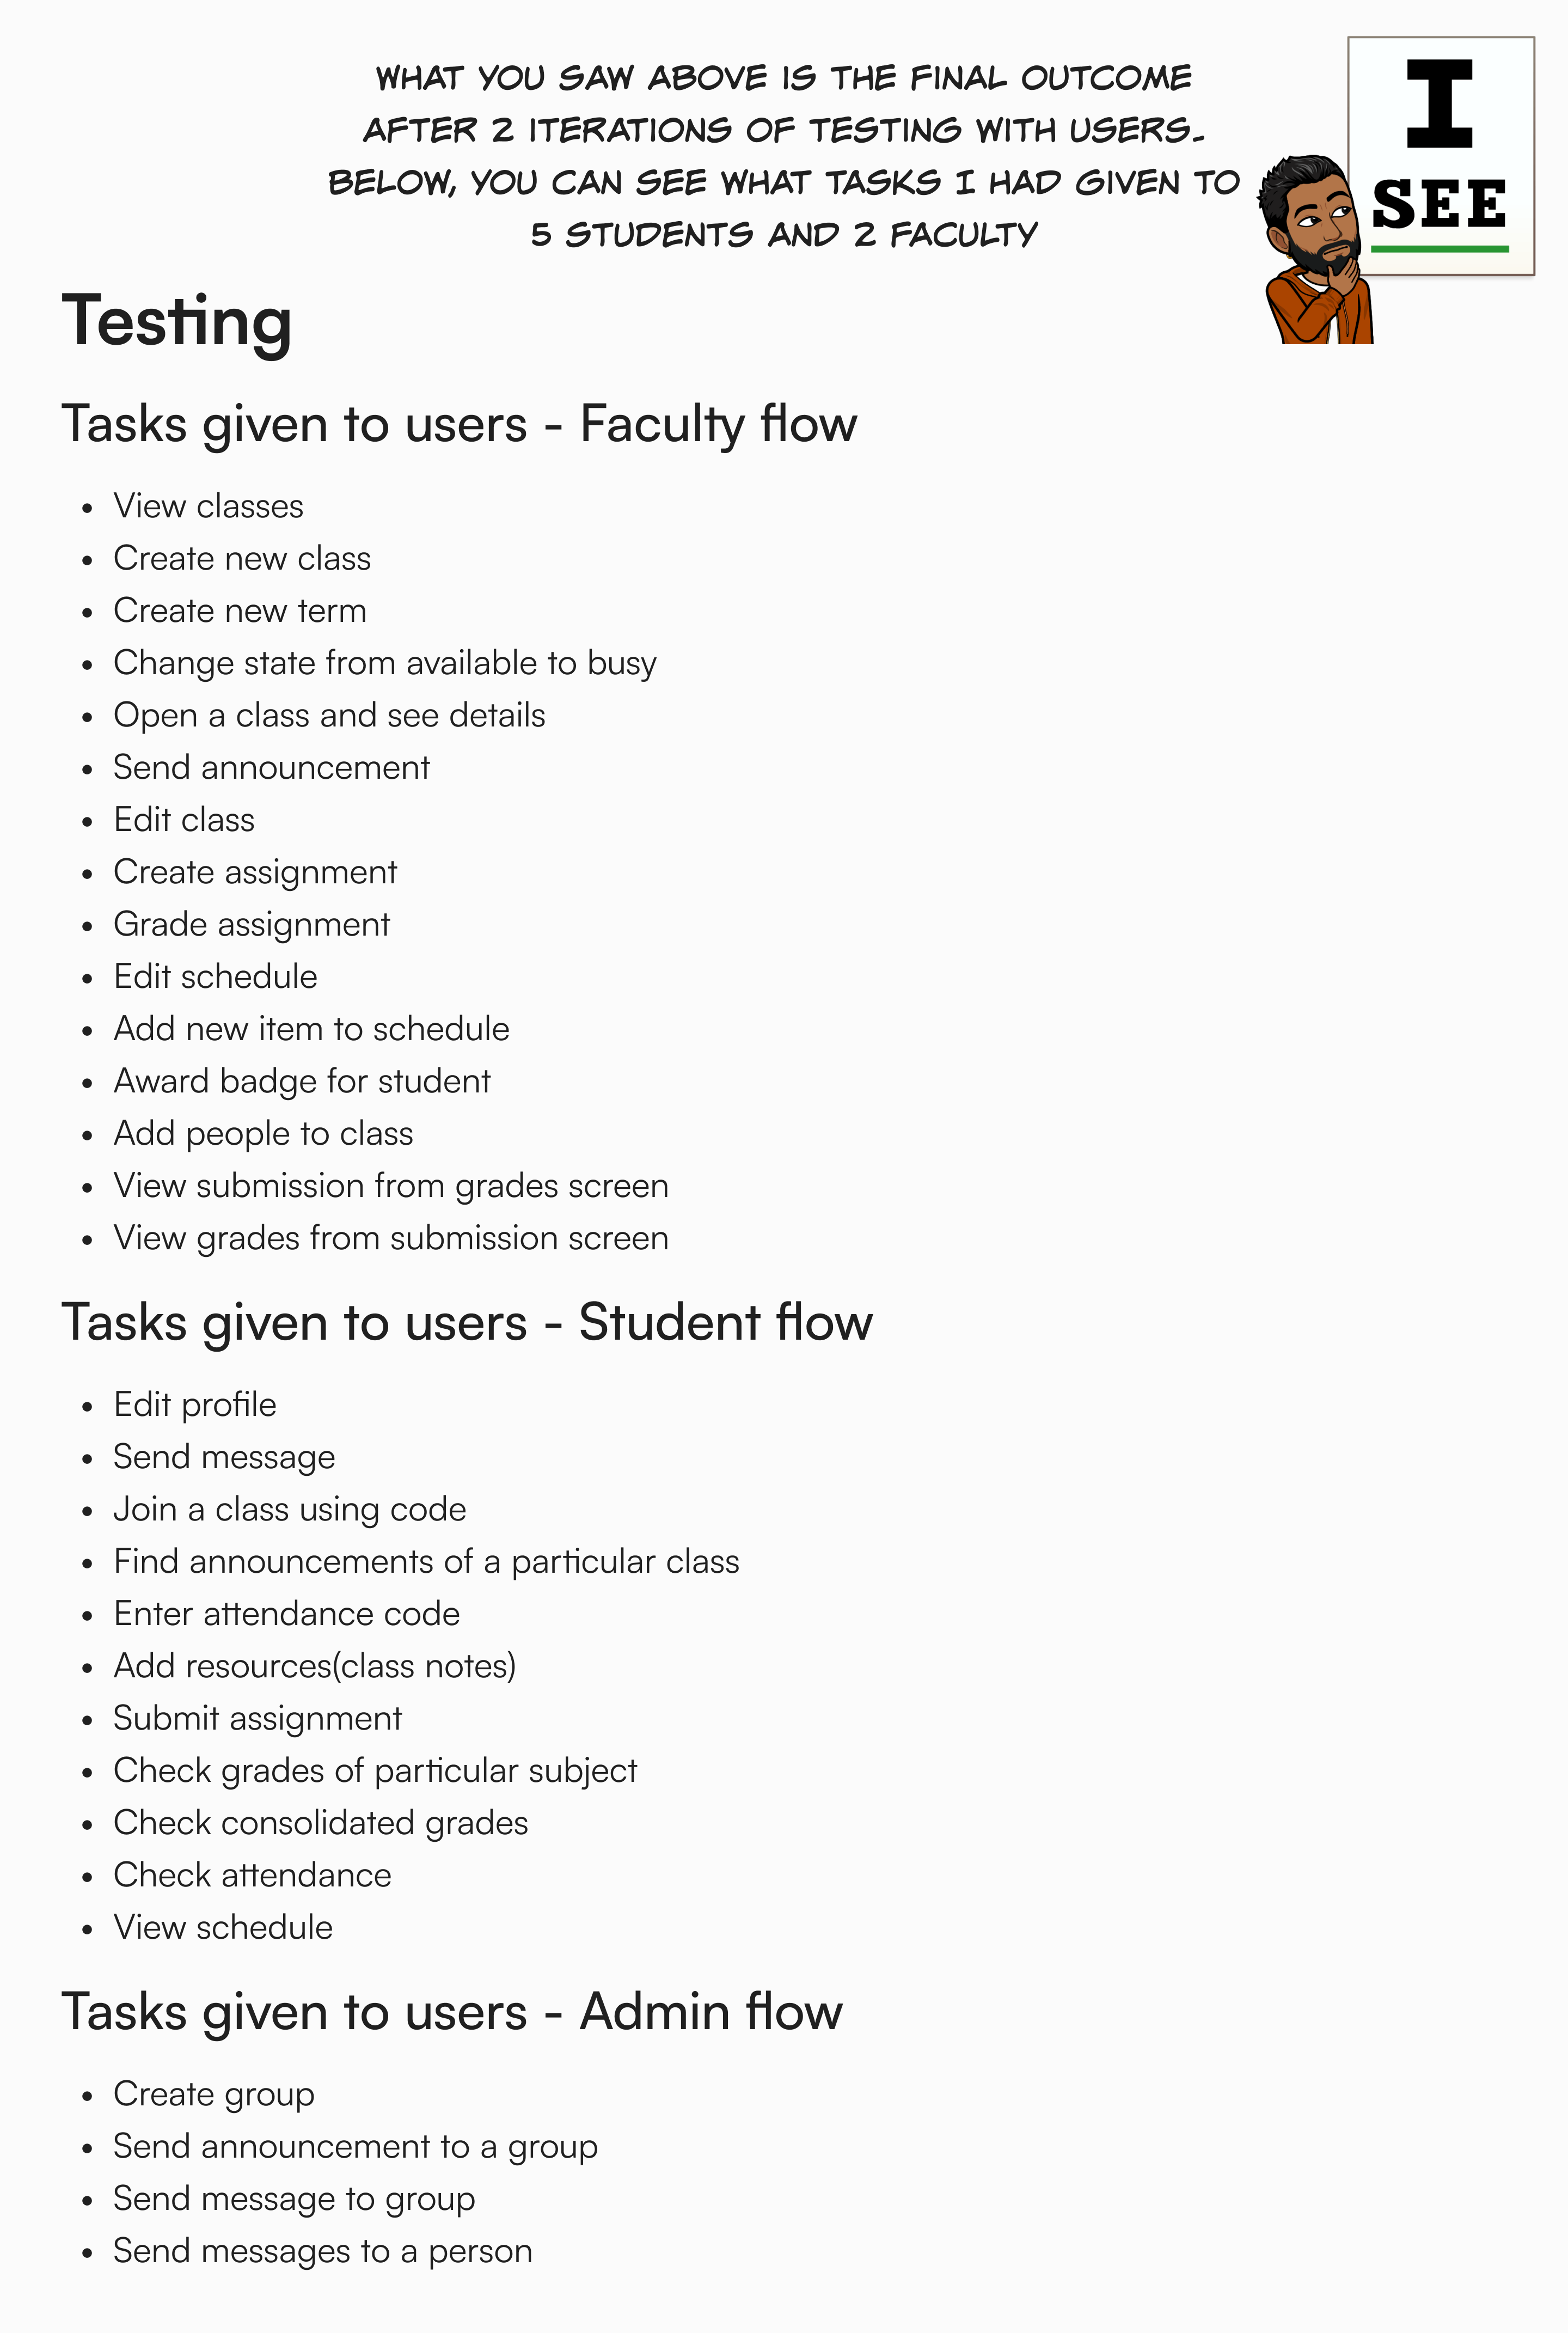 WHAT YOU SAW ABOVE IS THE FINAL OUTCOME
AFTER 2 ITERATIONS OF TESTING WITH USERS.
BELOW, YOU CAN SEE WHAT TASKS I HAD GIVEN TO
5 STUDENTS AND 2 FACULTY
I
SEE
Testing
Tasks given to users - Faculty flow
• View classes
• Create new class
• Create new term
• Change state from available to busy
• Open a class and see details
• Send announcement
• Edit class
• Create assignment
• Grade assignment
• Edit schedule
• Add new item to schedule
• Award badge for student
• Add people to class
• View submission from grades screen
• View grades from submission screen
Tasks given to users - Student flow
• Edit profile
• Send message
• Join a class using code
• Find announcements of a particular class
• Enter attendance code
• Add resources(class notes)
• Submit assignment
• Check grades of particular subject
• Check consolidated grades
• Check attendance
• View schedule
Tasks given to users - Admin flow
• Create group
• Send announcement to a group
• Send message to group
• Send messages to a person